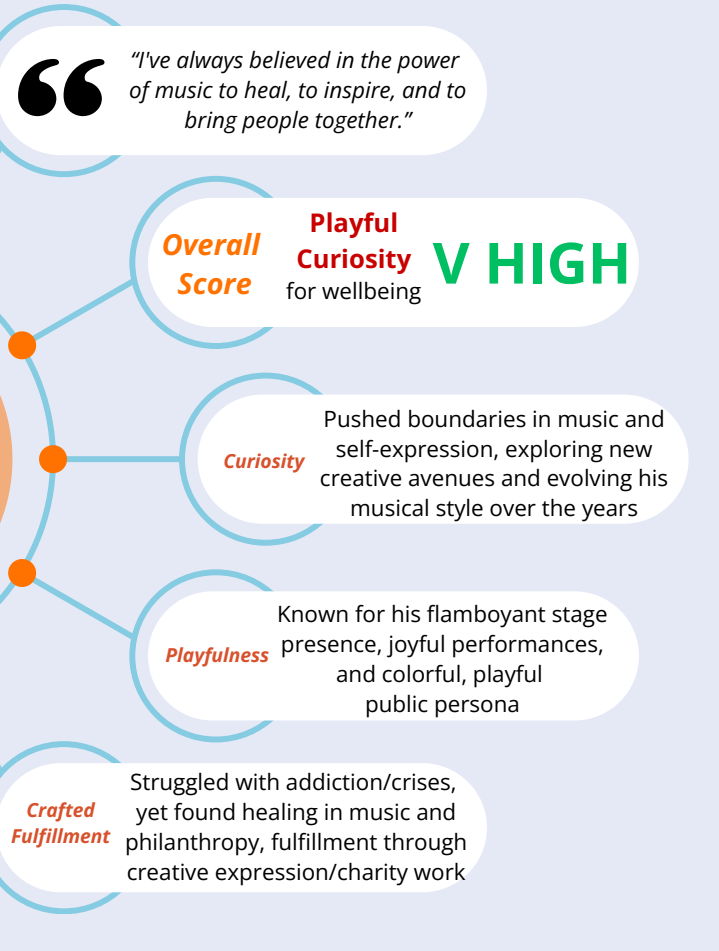 “I've always believed in the power
of music to heal, to inspire, and to
bring people together.”
Overall
Score
Playful
Curiosity
for wellbeing
V HIGH
Curiosity
Pushed boundaries in music and
self-expression, exploring new
creative avenues and evolving his
musical style over the years
Playfulness
Known for his flamboyant stage
presence, joyful performances,
and colorful, playful
public persona
Crafted
Fulfillment
Struggled with addiction/crises,
yet found healing in music and
philanthropy, fulfillment through
creative expression/charity work